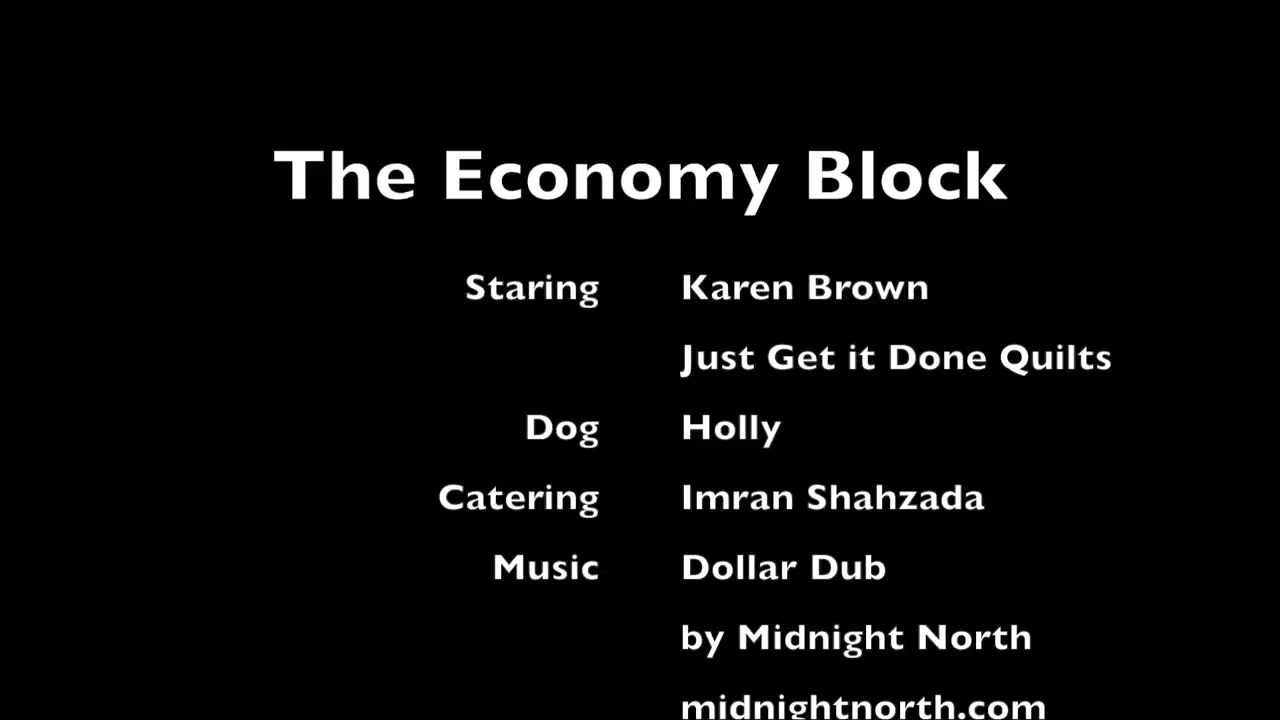 The Economy Block
Staring Karen Brown
Just Get it Done Quilts
Dog Holly
Catering Imran Shahzada
Music Dollar Dub
by Midnight North
midnightnorth.com